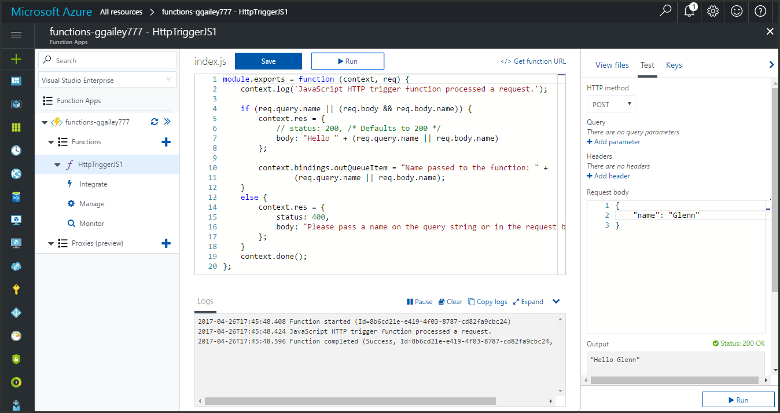 Microsoft Azure All resources > functions-ggailey777 - HttpTriggerJS1
1
functions-ggailey777 - HttpTriggerJS1
Function Apps
Search
Visual Studio Enterprise
Function Apps
functions-ggailey777
Functions
HttpTriggerJS1
Integrate
Manage
Monitor
Proxies (preview)
index.js Save Run </> Get function URL
1 module.exports = function (context, req) {
2 context.log('JavaScript HTTP trigger function processed a request.');
3
4 if (req.query.name || (req.body && req.body.name)) {
5 context.res = {
6 // status: 200, /* Defaults to 200 */
7 body: "Hello " + (req.query.name || req.body.name)
8 };
9
10 context.bindings.outQueueItem = "Name passed to the function: " +
11 (req.query.name || req.body.name);
12 }
13 else {
14 context.res = {
15 status: 400,
16 body: "Please pass a name on the query string or in the request b
17 };
18 }
19 context.done();
20 };
Logs Pause Clear Copy logs Expand
2017-04-26T17:45:48.408 Function started (Id=8b6cd21e-e419-4f03-8787-cd82fa9cbc24)
2017-04-26T17:45:48.424 JavaScript HTTP trigger function processed a request.
2017-04-26T17:45:48.596 Function completed (Success, Id=8b6cd21e-e419-4f03-8787-cd82fa9cbc24,
View files Test Keys
HTTP method
POST
Query
There are no query parameters
+ Add parameter
Headers
There are no headers
+ Add header
Request body
1 {
2 "name": "Glenn"
3 }
Output Status: 200 OK
"Hello Glenn"
Run